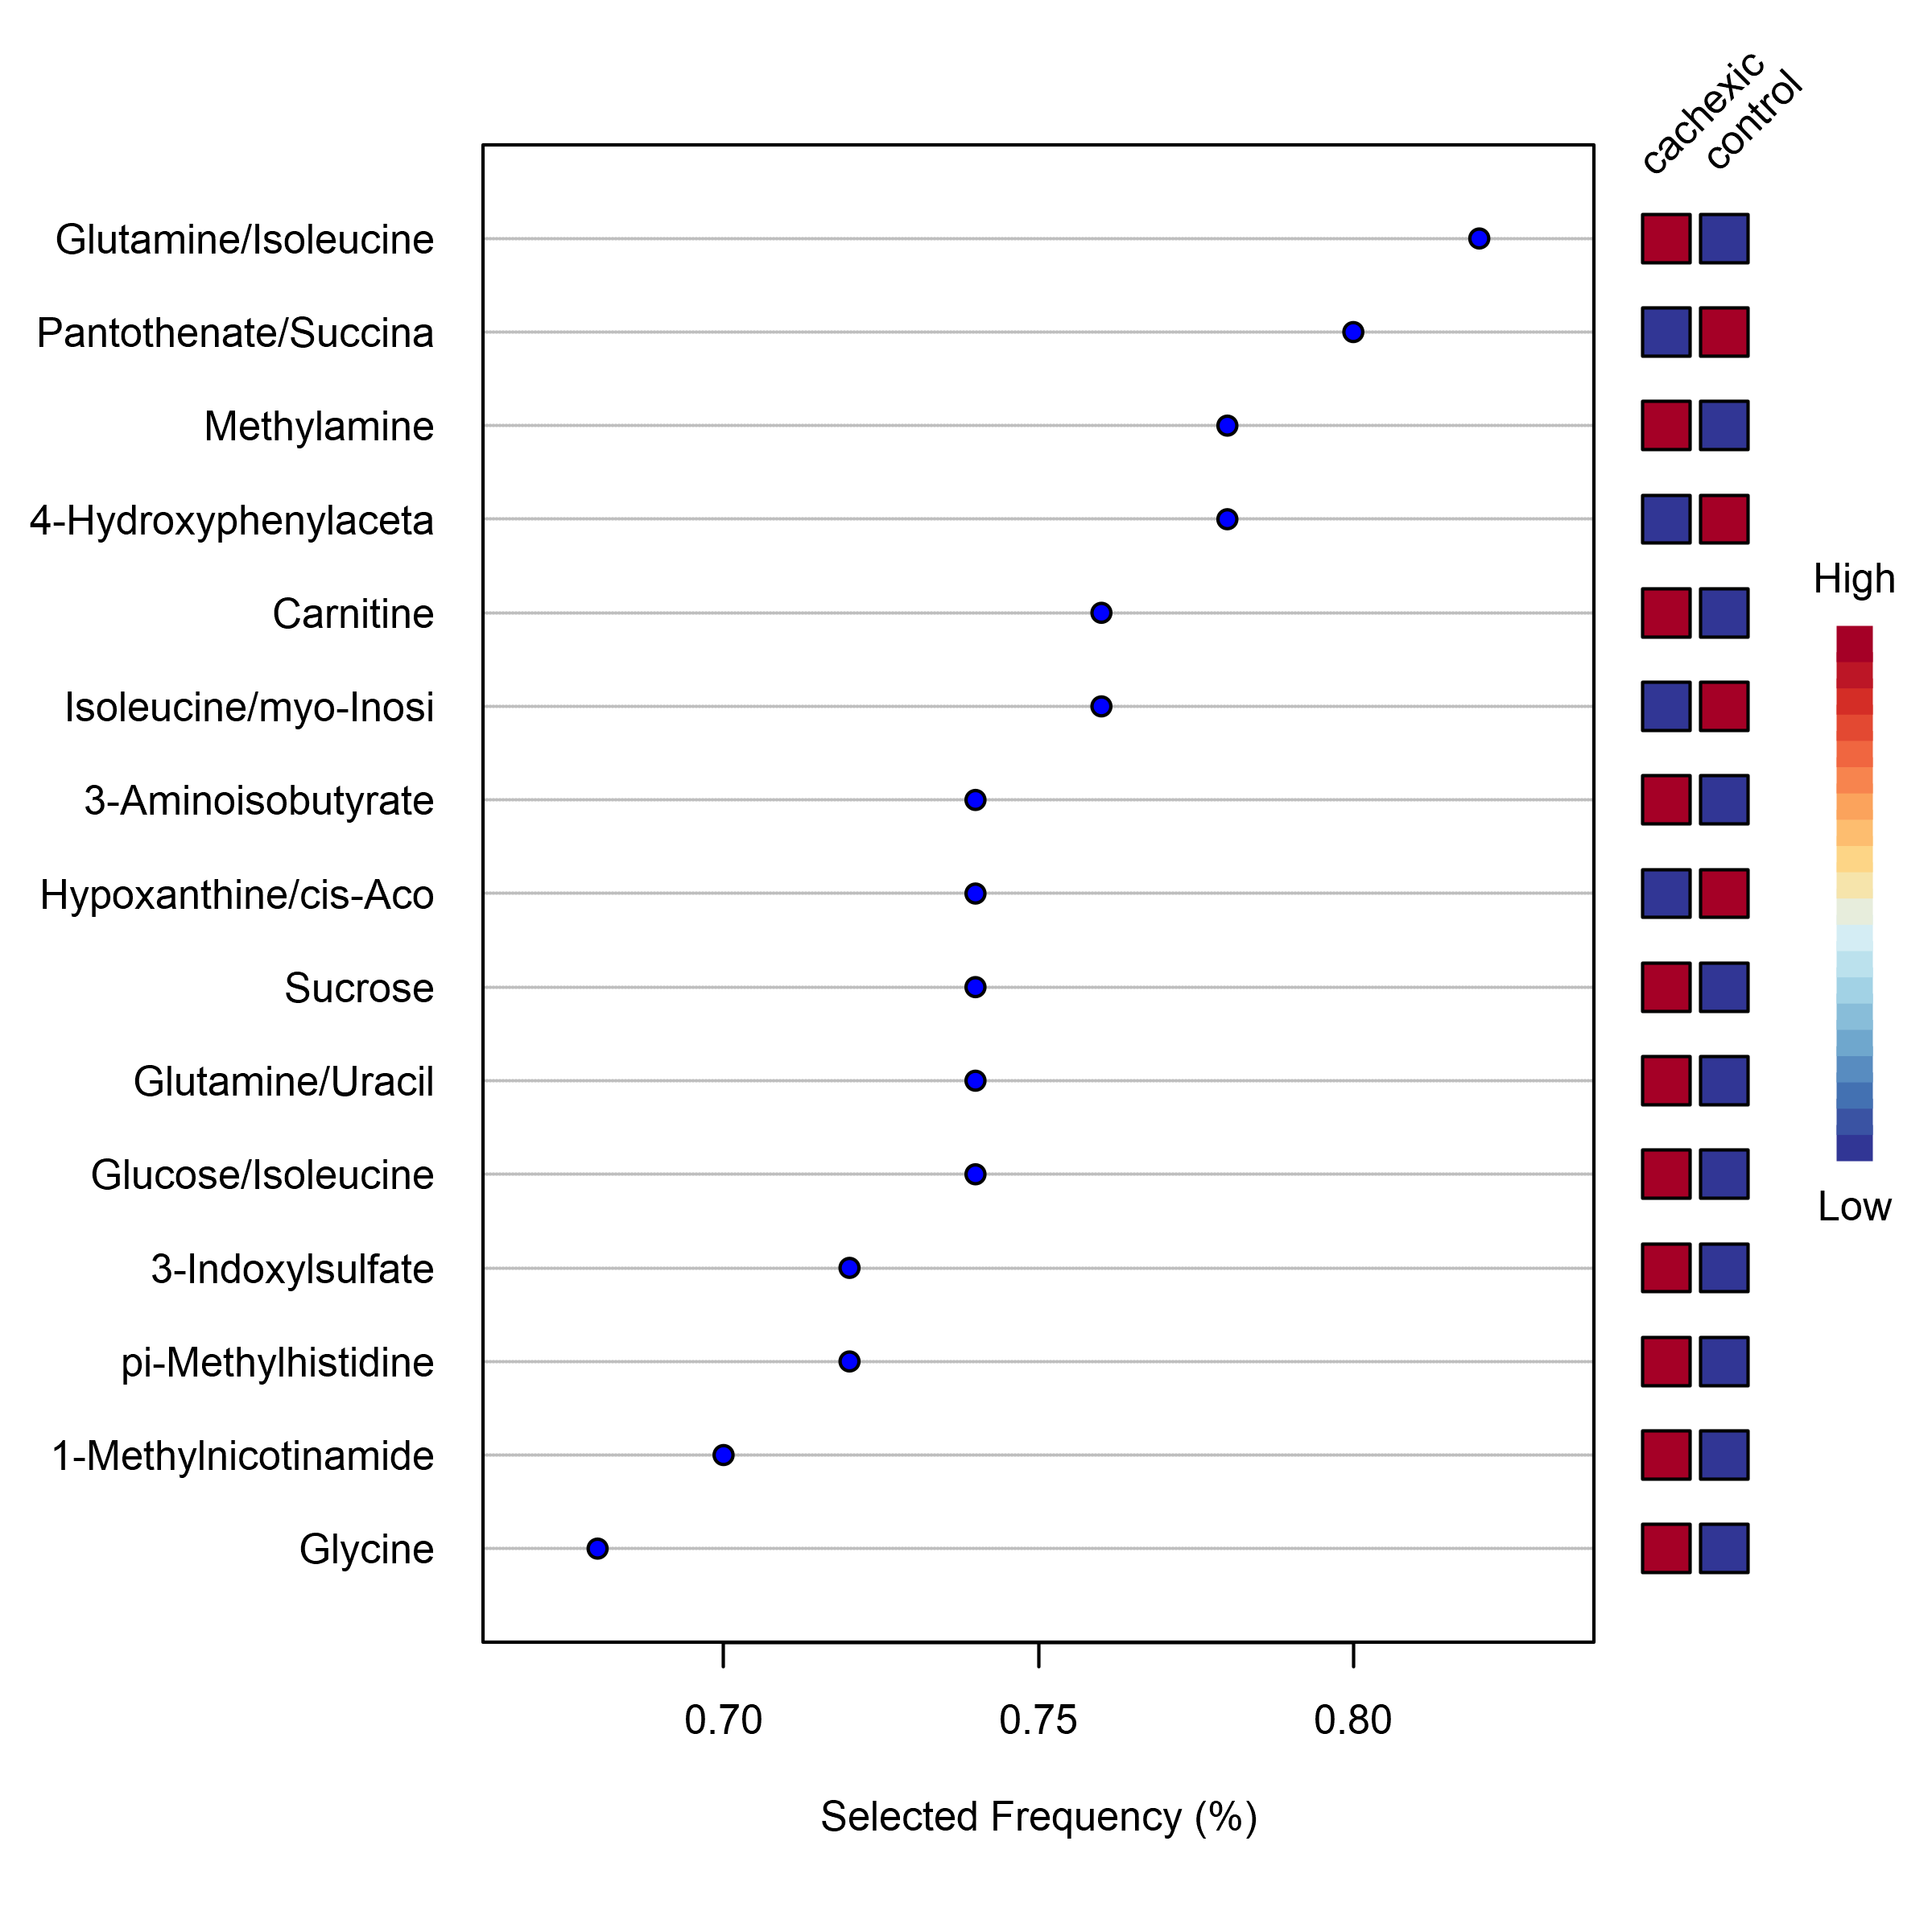 cachexic
control
Glutamine/Isoleucine
Pantothenate/Succina
Methylamine
4-Hydroxyphenylaceta
Carnitine
Isoleucine/myo-Inosi
3-Aminoisobutyrate
Hypoxanthine/cis-Aco
Sucrose
Glutamine/Uracil
Glucose/Isoleucine
3-Indoxylsulfate
pi-Methylhistidine
1-Methylnicotinamide
Glycine
High
Low
0.70 0.75 0.80
Selected Frequency (%)